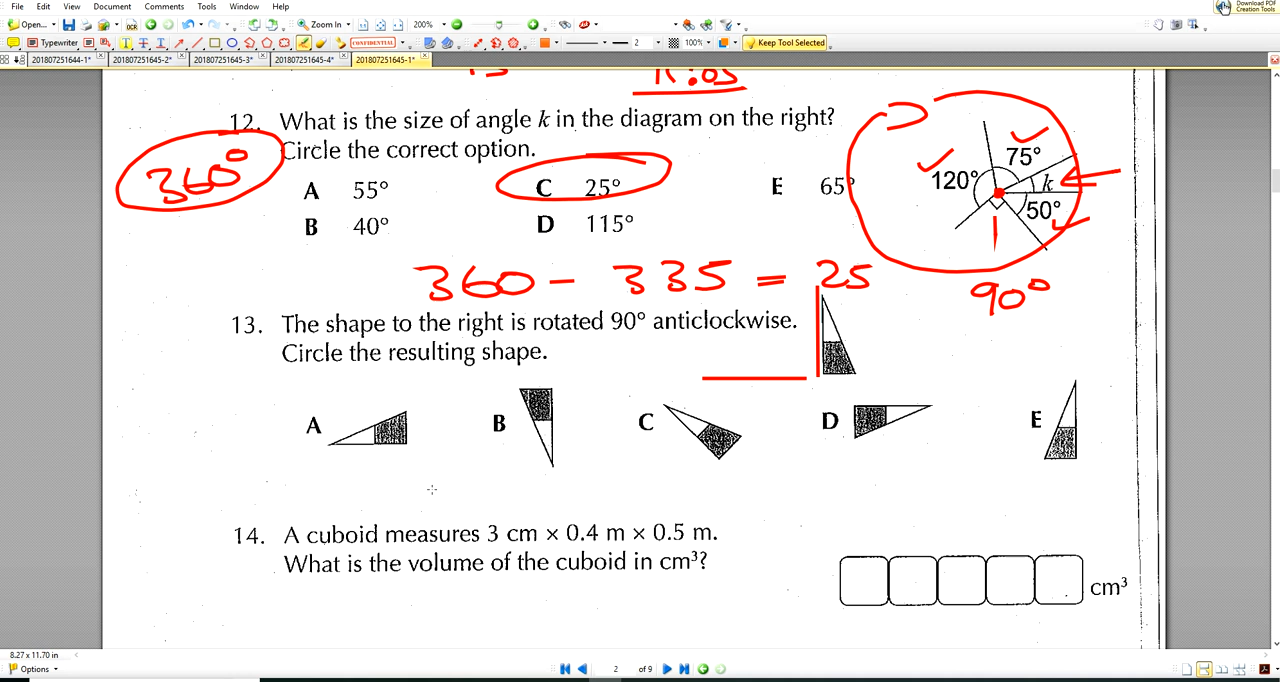 File Edit View Document Comments Tools Window Help
Download PDF Creation Tools
Open... OCR Zoom In 200%
Typewriter T T T CONFIDENTIAL 2 100% Keep Tool Selected
201807251644-1* 201807251645-2* 201807251645-3* 201807251645-4* 201807251645-1*
11:05
12. What is the size of angle k in the diagram on the right?
Circle the correct option.
360°
A 55° C 25° E 65°
B 40° D 115°
75°
120° k
50°
90°
360 - 335 = 25
13. The shape to the right is rotated 90° anticlockwise.
Circle the resulting shape.
A B C D E
14. A cuboid measures 3 cm × 0.4 m × 0.5 m.
What is the volume of the cuboid in cm³?
cm³
8.27 x 11.70 in
Options 2 of 9